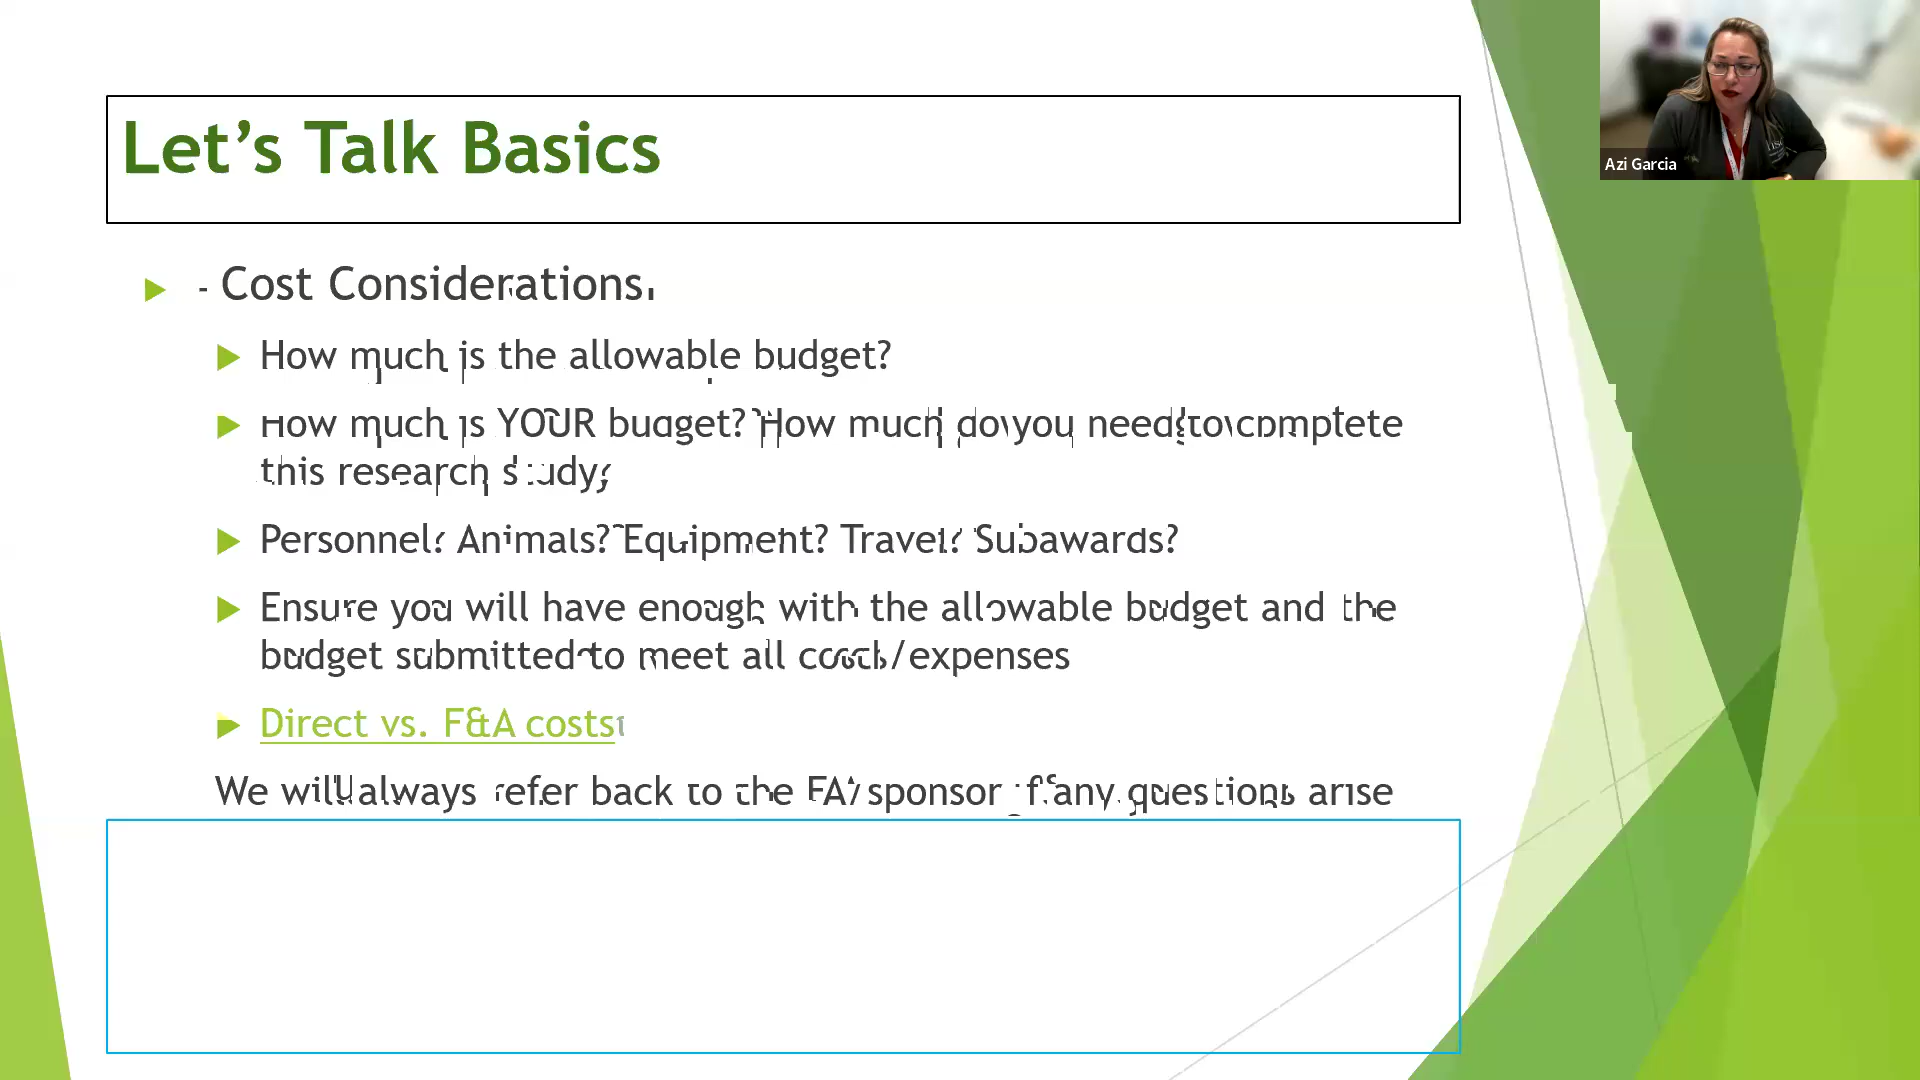 Let's Talk Basics
Azi Garcia
- Cost Considerations
How much is the allowable budget?
How much is YOUR budget? How much do you need to complete
this research study?
Personnel? Animals? Equipment? Travel? Subawards?
Ensure you will have enough with the allowable budget and the
budget submitted to meet all costs/expenses
Direct vs. F&A costs
We will always refer back to the FA/ sponsor if any questions arise